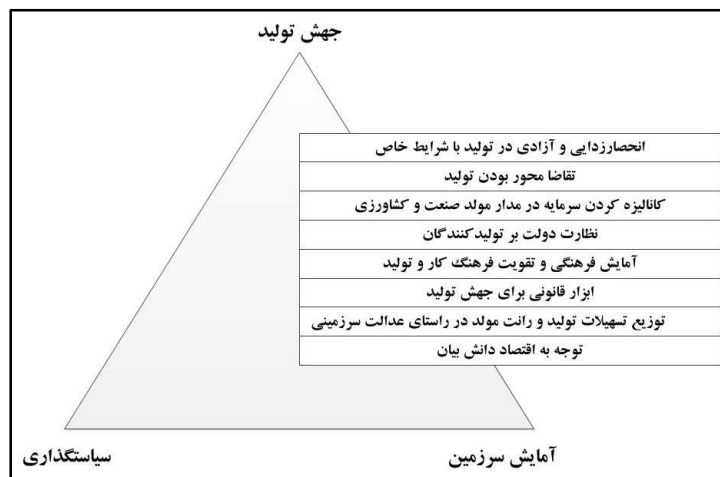 جهش تولید
انحصارزدایی و آزادی در تولید با شرایط خاص
تقاضا محور بودن تولید
کانالیزه کردن سرمایه در مدار مولد صنعت و کشاورزی
نظارت دولت بر تولیدکنندگان
آمایش فرهنگی و تقویت فرهنگ کار و تولید
ابزار قانونی برای جهش تولید
توزیع تسهیلات تولید و رانت مولد در راستای عدالت سرزمینی
توجه به اقتصاد دانش بیان
آمایش سرزمین
سیاستگذاری